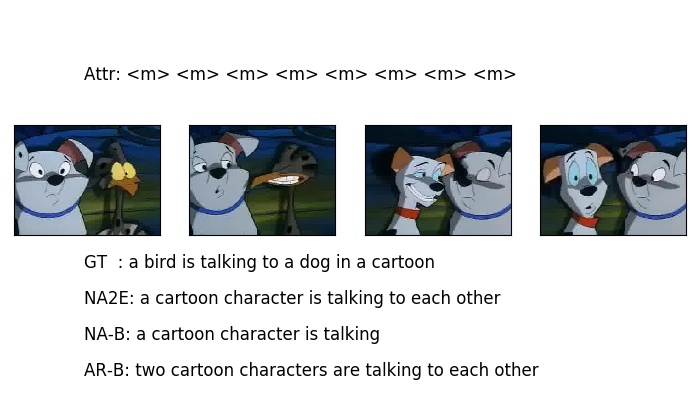 Attr: <m> <m> <m> <m> <m> <m> <m> <m>
GT  : a bird is talking to a dog in a cartoon
NA2E: a cartoon character is talking to each other
NA-B: a cartoon character is talking
AR-B: two cartoon characters are talking to each other